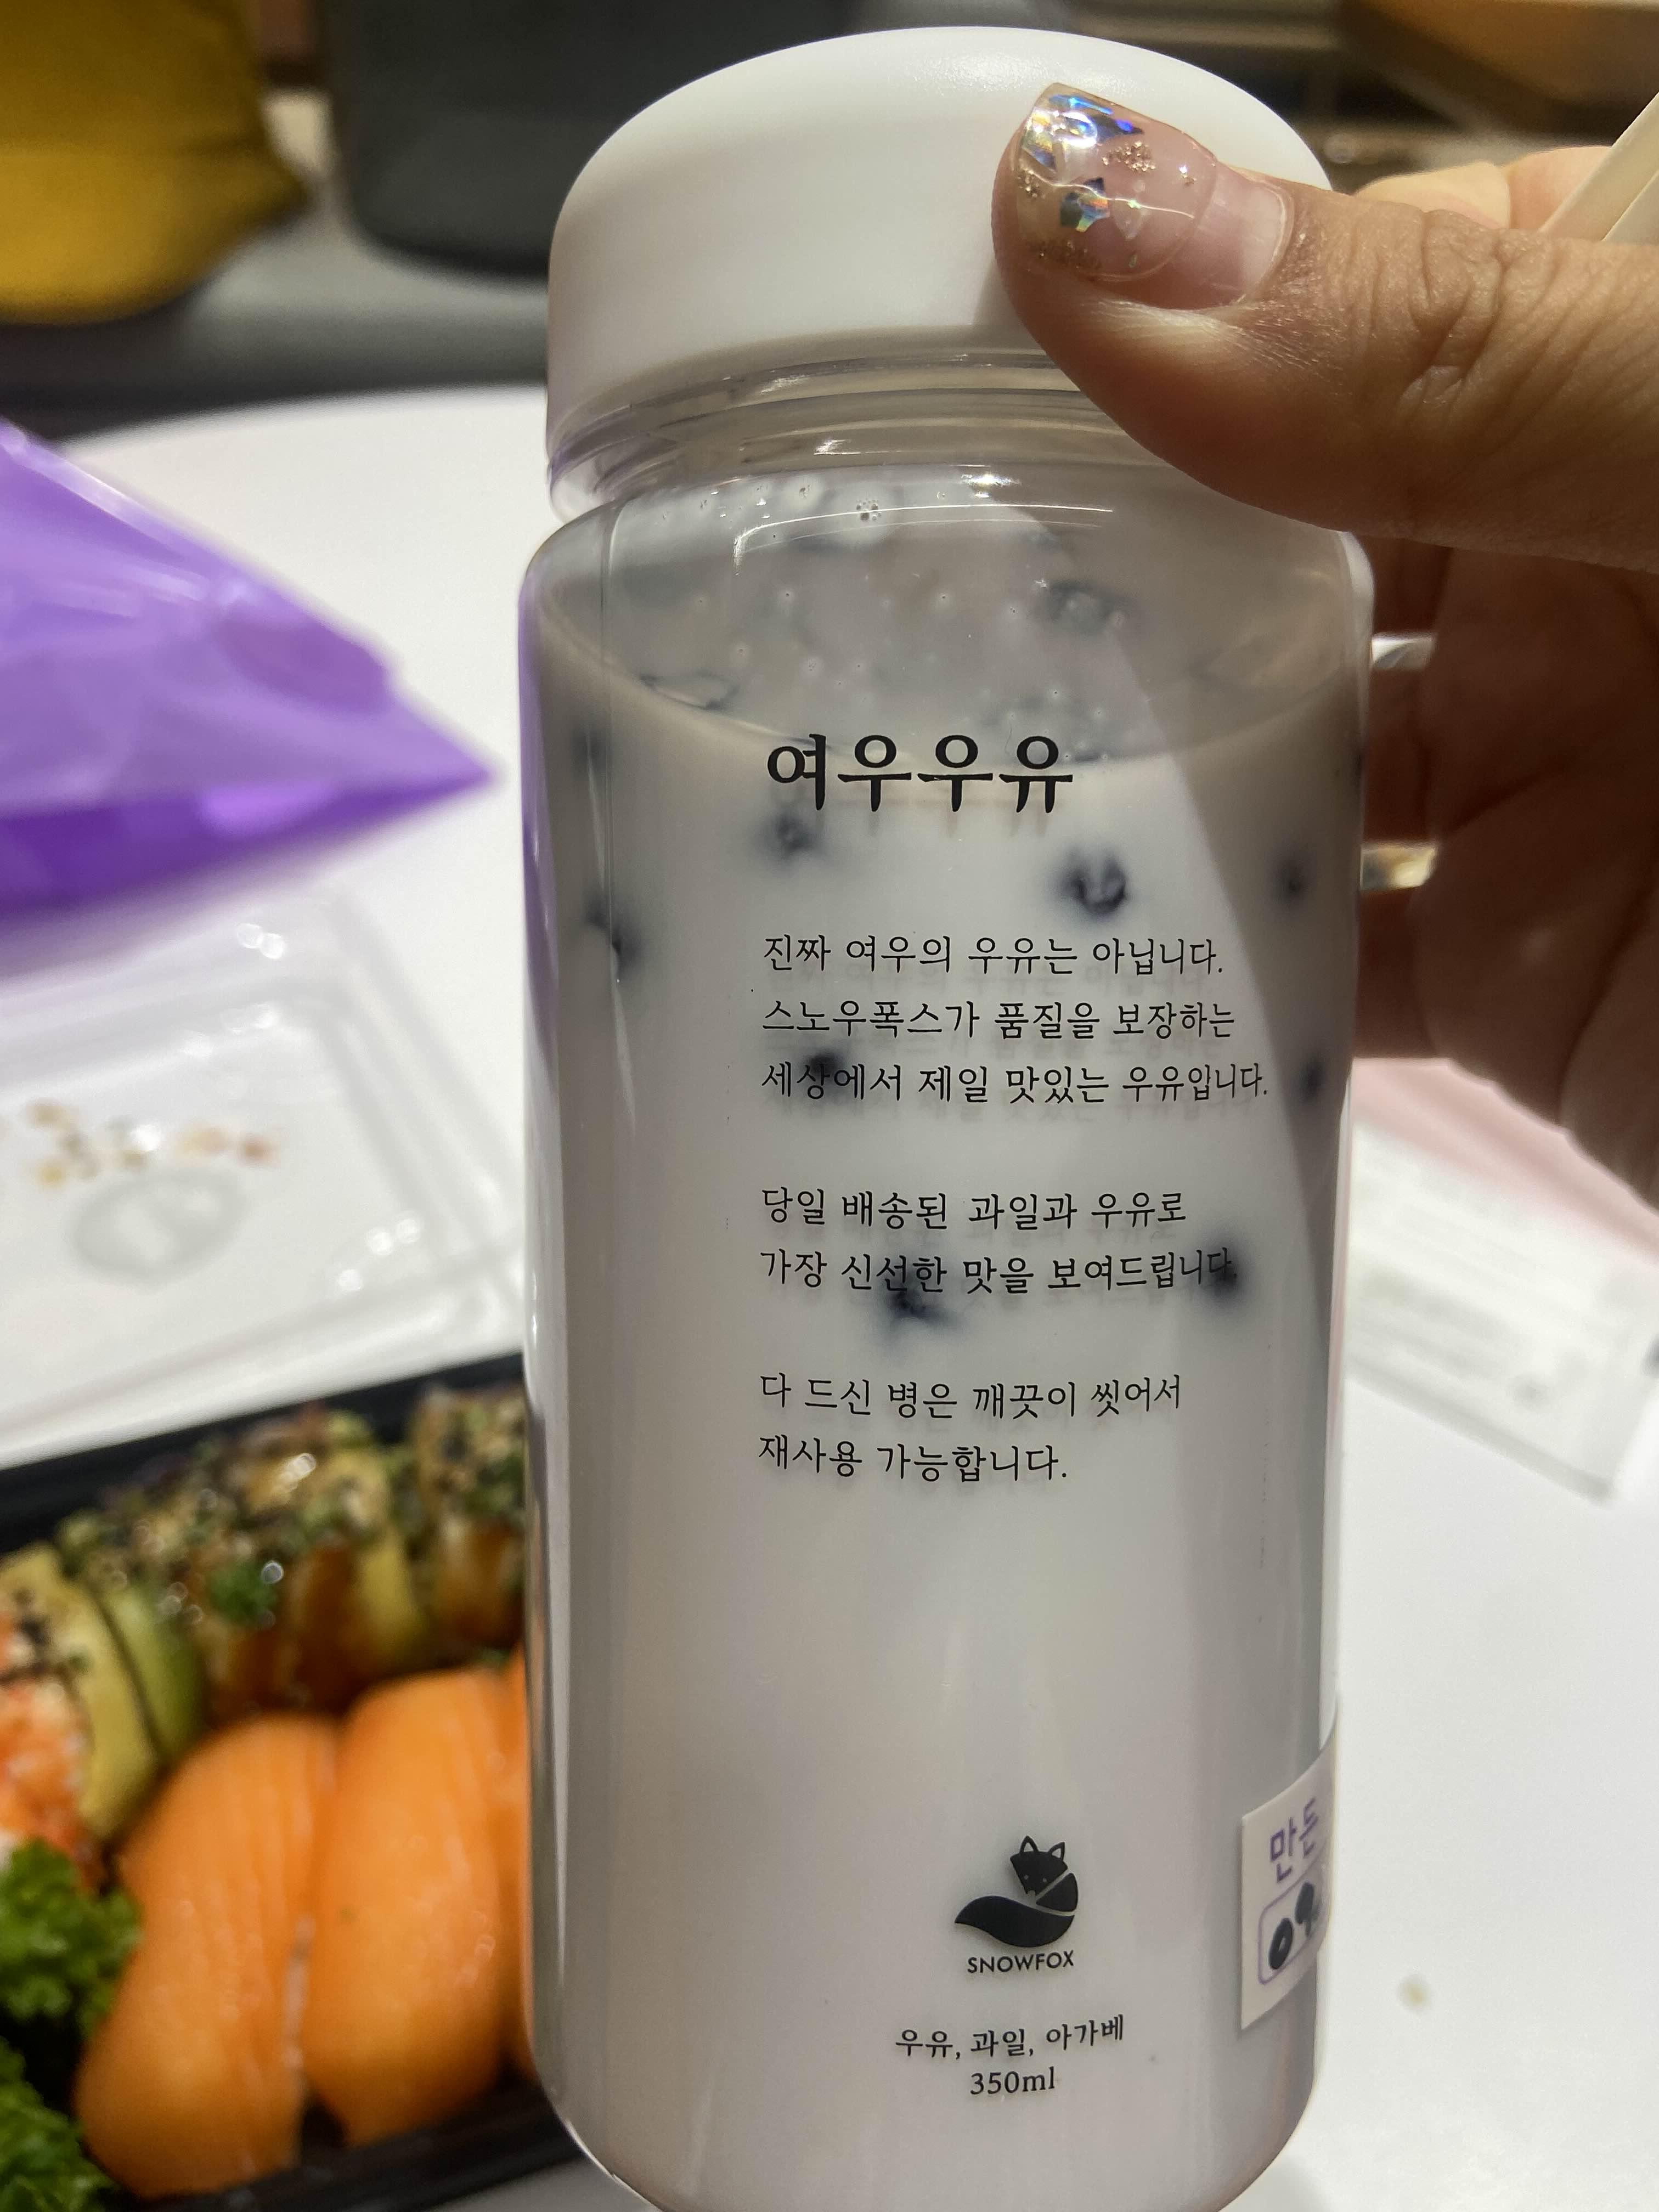 여우우유
진짜 여우의 우유는 아닙니다.
스노우폭스가 품질을 보장하는
세상에서 제일 맛있는 우유입니다.
당일 배송된 과일과 우유로
가장 신선한 맛을 보여드립니다.
다 드신 병은 깨끗이 씻어서
재사용 가능합니다.
SNOWFOX
우유, 과일, 아가베
350ml
만든